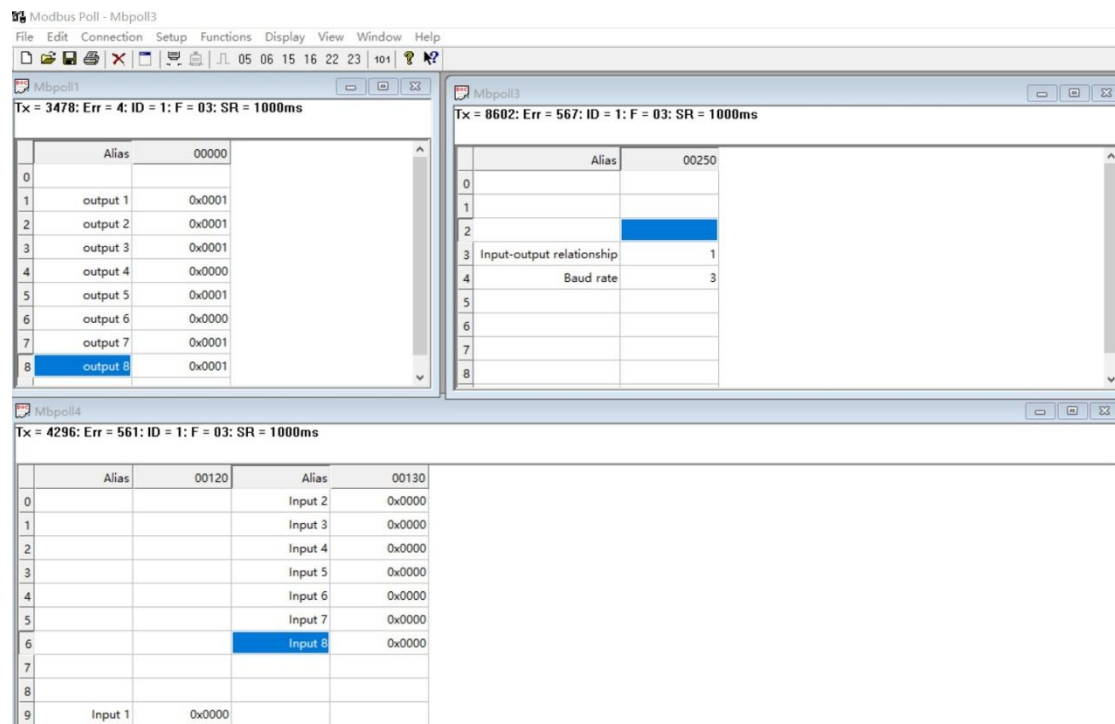 Modbus Poll - Mbpoll3
File Edit Connection Setup Functions Display View Window Help
05 06 15 16 22 23 101
Mbpoll1
Tx = 3478: Err = 4: ID = 1: F = 03: SR = 1000ms
Alias 00000
0
1 output 1 0x0001
2 output 2 0x0001
3 output 3 0x0001
4 output 4 0x0000
5 output 5 0x0001
6 output 6 0x0000
7 output 7 0x0001
8 output 8 0x0001
Mbpoll3
Tx = 8602: Err = 567: ID = 1: F = 03: SR = 1000ms
Alias 00250
0
1
2
3 Input-output relationship 1
4 Baud rate 3
5
6
7
8
Mbpoll4
Tx = 4296: Err = 561: ID = 1: F = 03: SR = 1000ms
Alias 00120 Alias 00130
0 Input 2 0x0000
1 Input 3 0x0000
2 Input 4 0x0000
3 Input 5 0x0000
4 Input 6 0x0000
5 Input 7 0x0000
6 Input 8 0x0000
7
8
9 Input 1 0x0000